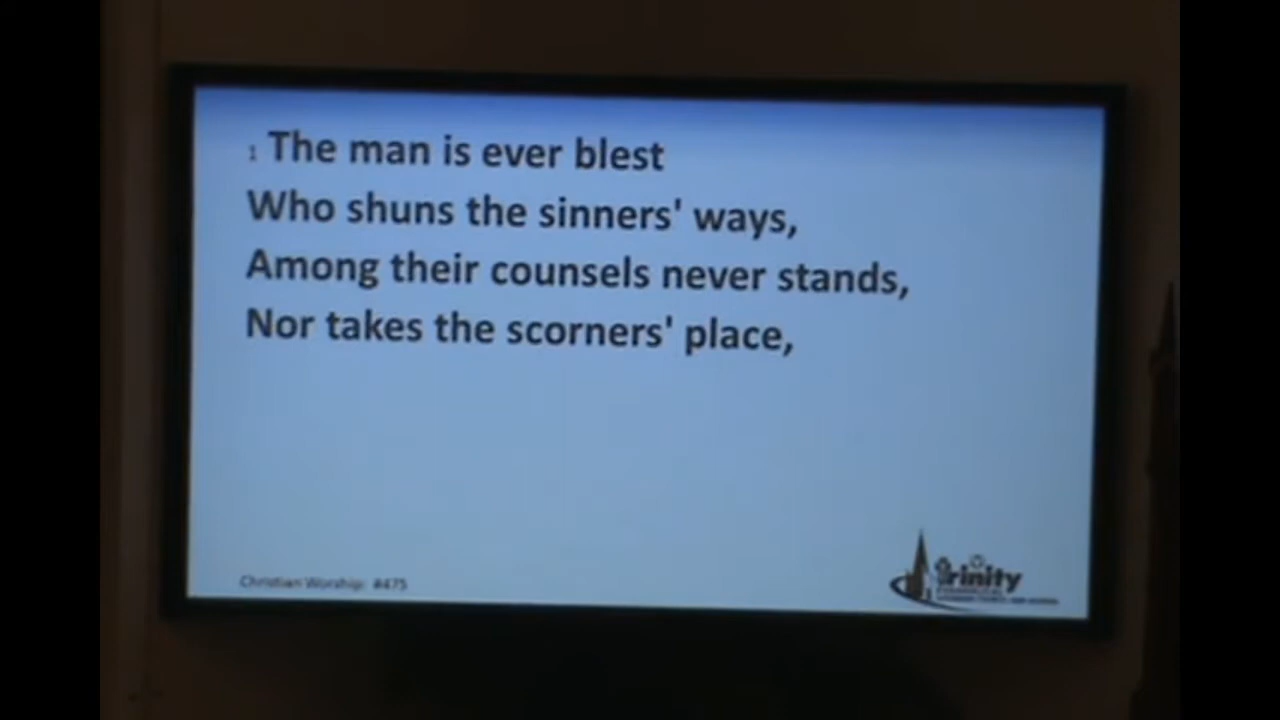 1 The man is ever blest
Who shuns the sinners' ways,
Among their counsels never stands,
Nor takes the scorners' place,
Christian Worship: #475
Trinity